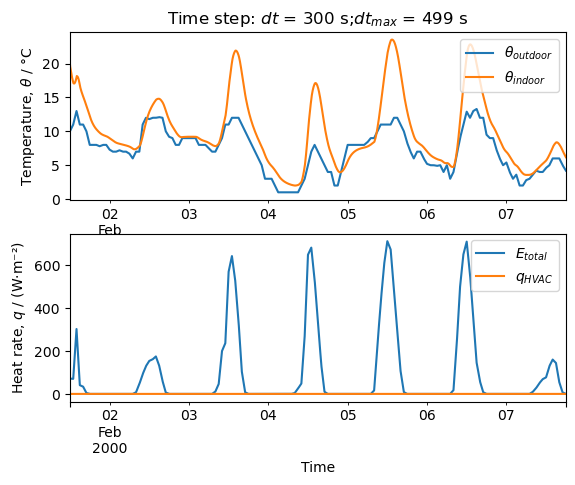 Time step: dt = 300 s;dt_max = 499 s
Temperature, θ / °C
20
15
10
5
0
θ_outdoor
θ_indoor
02 03 04 05 06 07
Feb
Heat rate, q / (W·m⁻²)
600
400
200
0
E_total
q_HVAC
02 03 04 05 06 07
Feb
2000
Time